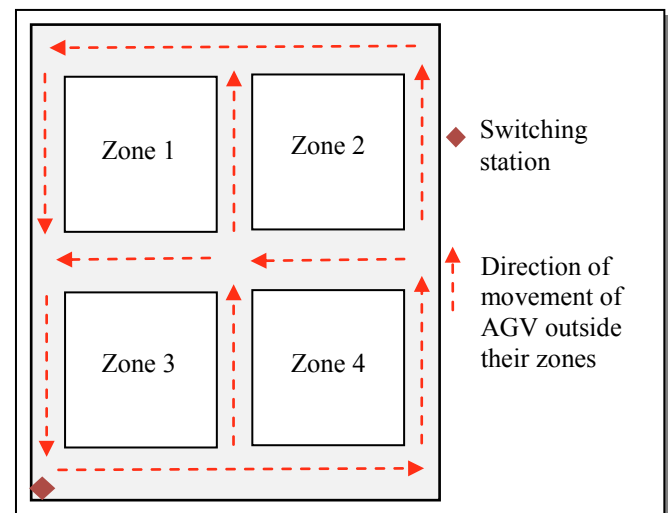 Zone 1
Zone 2
Zone 3
Zone 4
Switching
station
Direction of
movement of
AGV outside
their zones